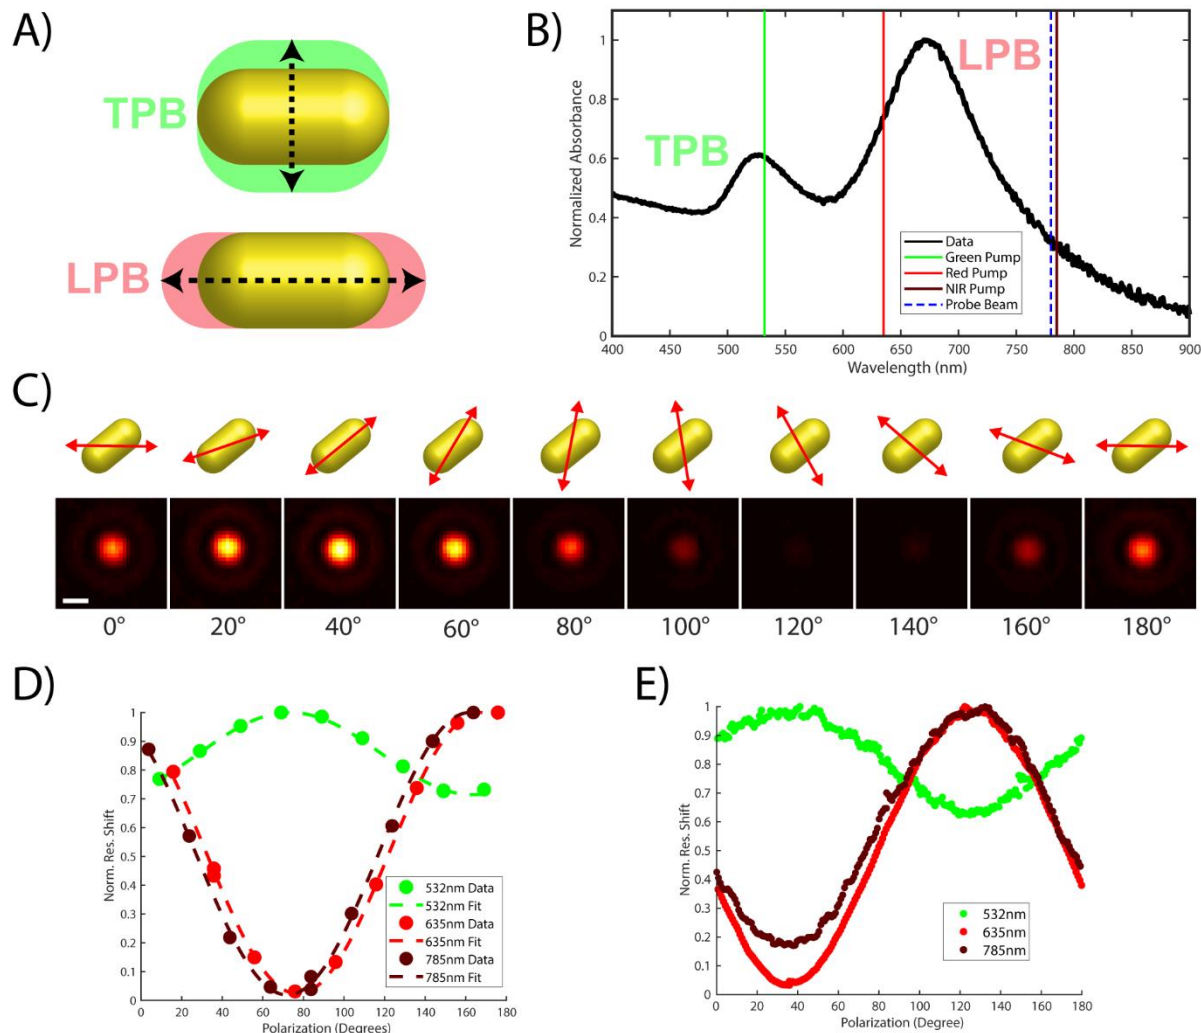 A)
TPB
LPB
B)
Normalized Absorbance
1
0.8
0.6
0.4
0.2
0
TPB
LPB
Data
Green Pump
Red Pump
NIR Pump
Probe Beam
400 450 500 550 600 650 700 750 800 850 900
Wavelength (nm)
C)
0° 20° 40° 60° 80° 100° 120° 140° 160° 180°
D)
Norm. Res. Shift
1
0.9
0.8
0.7
0.6
0.5
0.4
0.3
0.2
0.1
0
532nm Data
532nm Fit
635nm Data
635nm Fit
785nm Data
785nm Fit
0 20 40 60 80 100 120 140 160 180
Polarization (Degrees)
E)
Norm. Res. Shift
1
0.9
0.8
0.7
0.6
0.5
0.4
0.3
0.2
0.1
0
532nm
635nm
785nm
0 20 40 60 80 100 120 140 160 180
Polarization (Degrees)